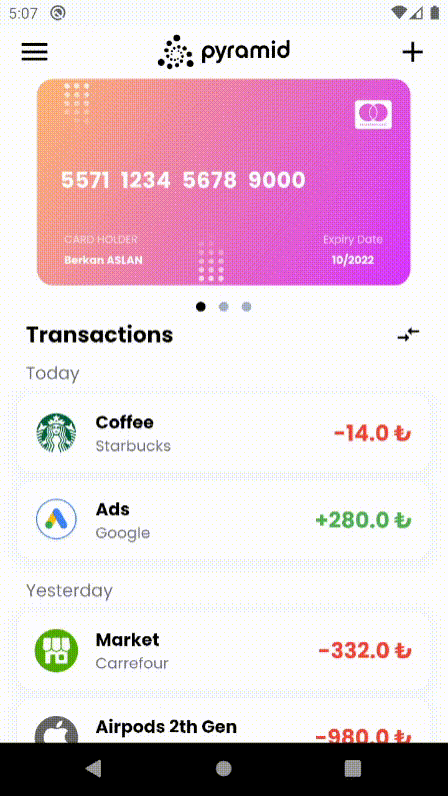 5:07
pyramid
5571 1234 5678 9000
CARD HOLDER
Expiry Date
Berkan ASLAN
10/2022
Transactions
Today
Coffee
Starbucks
-14.0 ₺
Ads
Google
+280.0 ₺
Yesterday
Market
Carrefour
-332.0 ₺
Airpods 2th Gen
-980.0 ₺